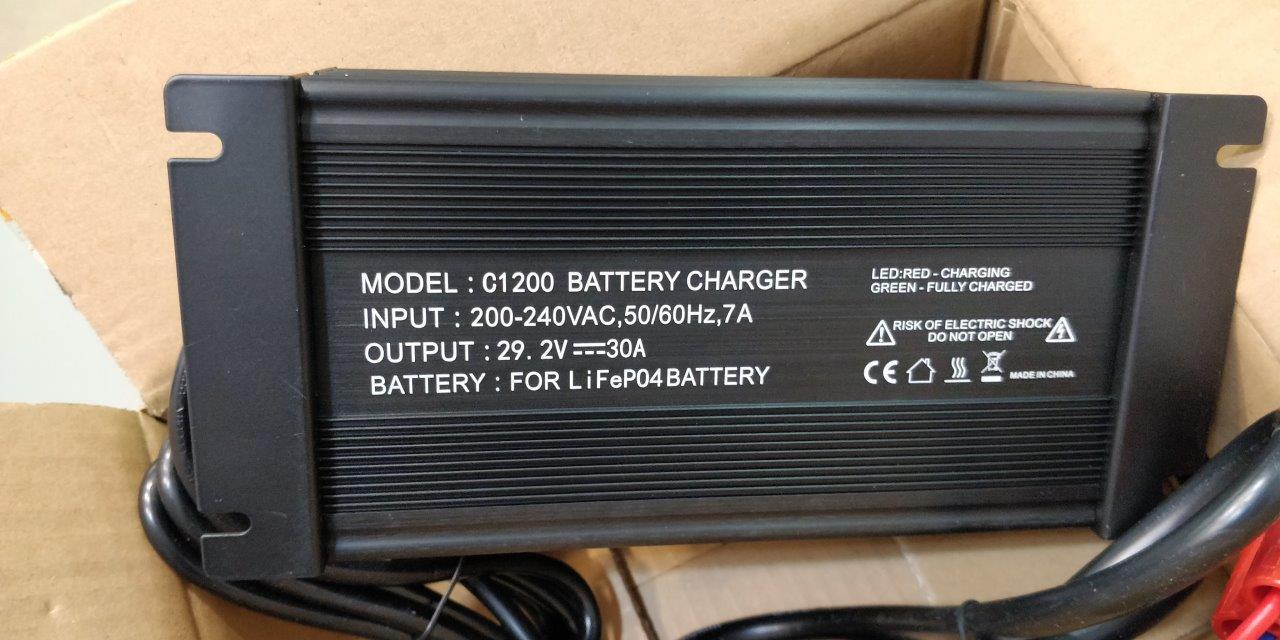 MODEL : C1200 BATTERY CHARGER
INPUT : 200-240VAC,50/60Hz,7A
OUTPUT : 29.2V⎓30A
BATTERY : FOR LiFePO4 BATTERY
LED:RED - CHARGING
GREEN - FULLY CHARGED
RISK OF ELECTRIC SHOCK
DO NOT OPEN
CE
MADE IN CHINA